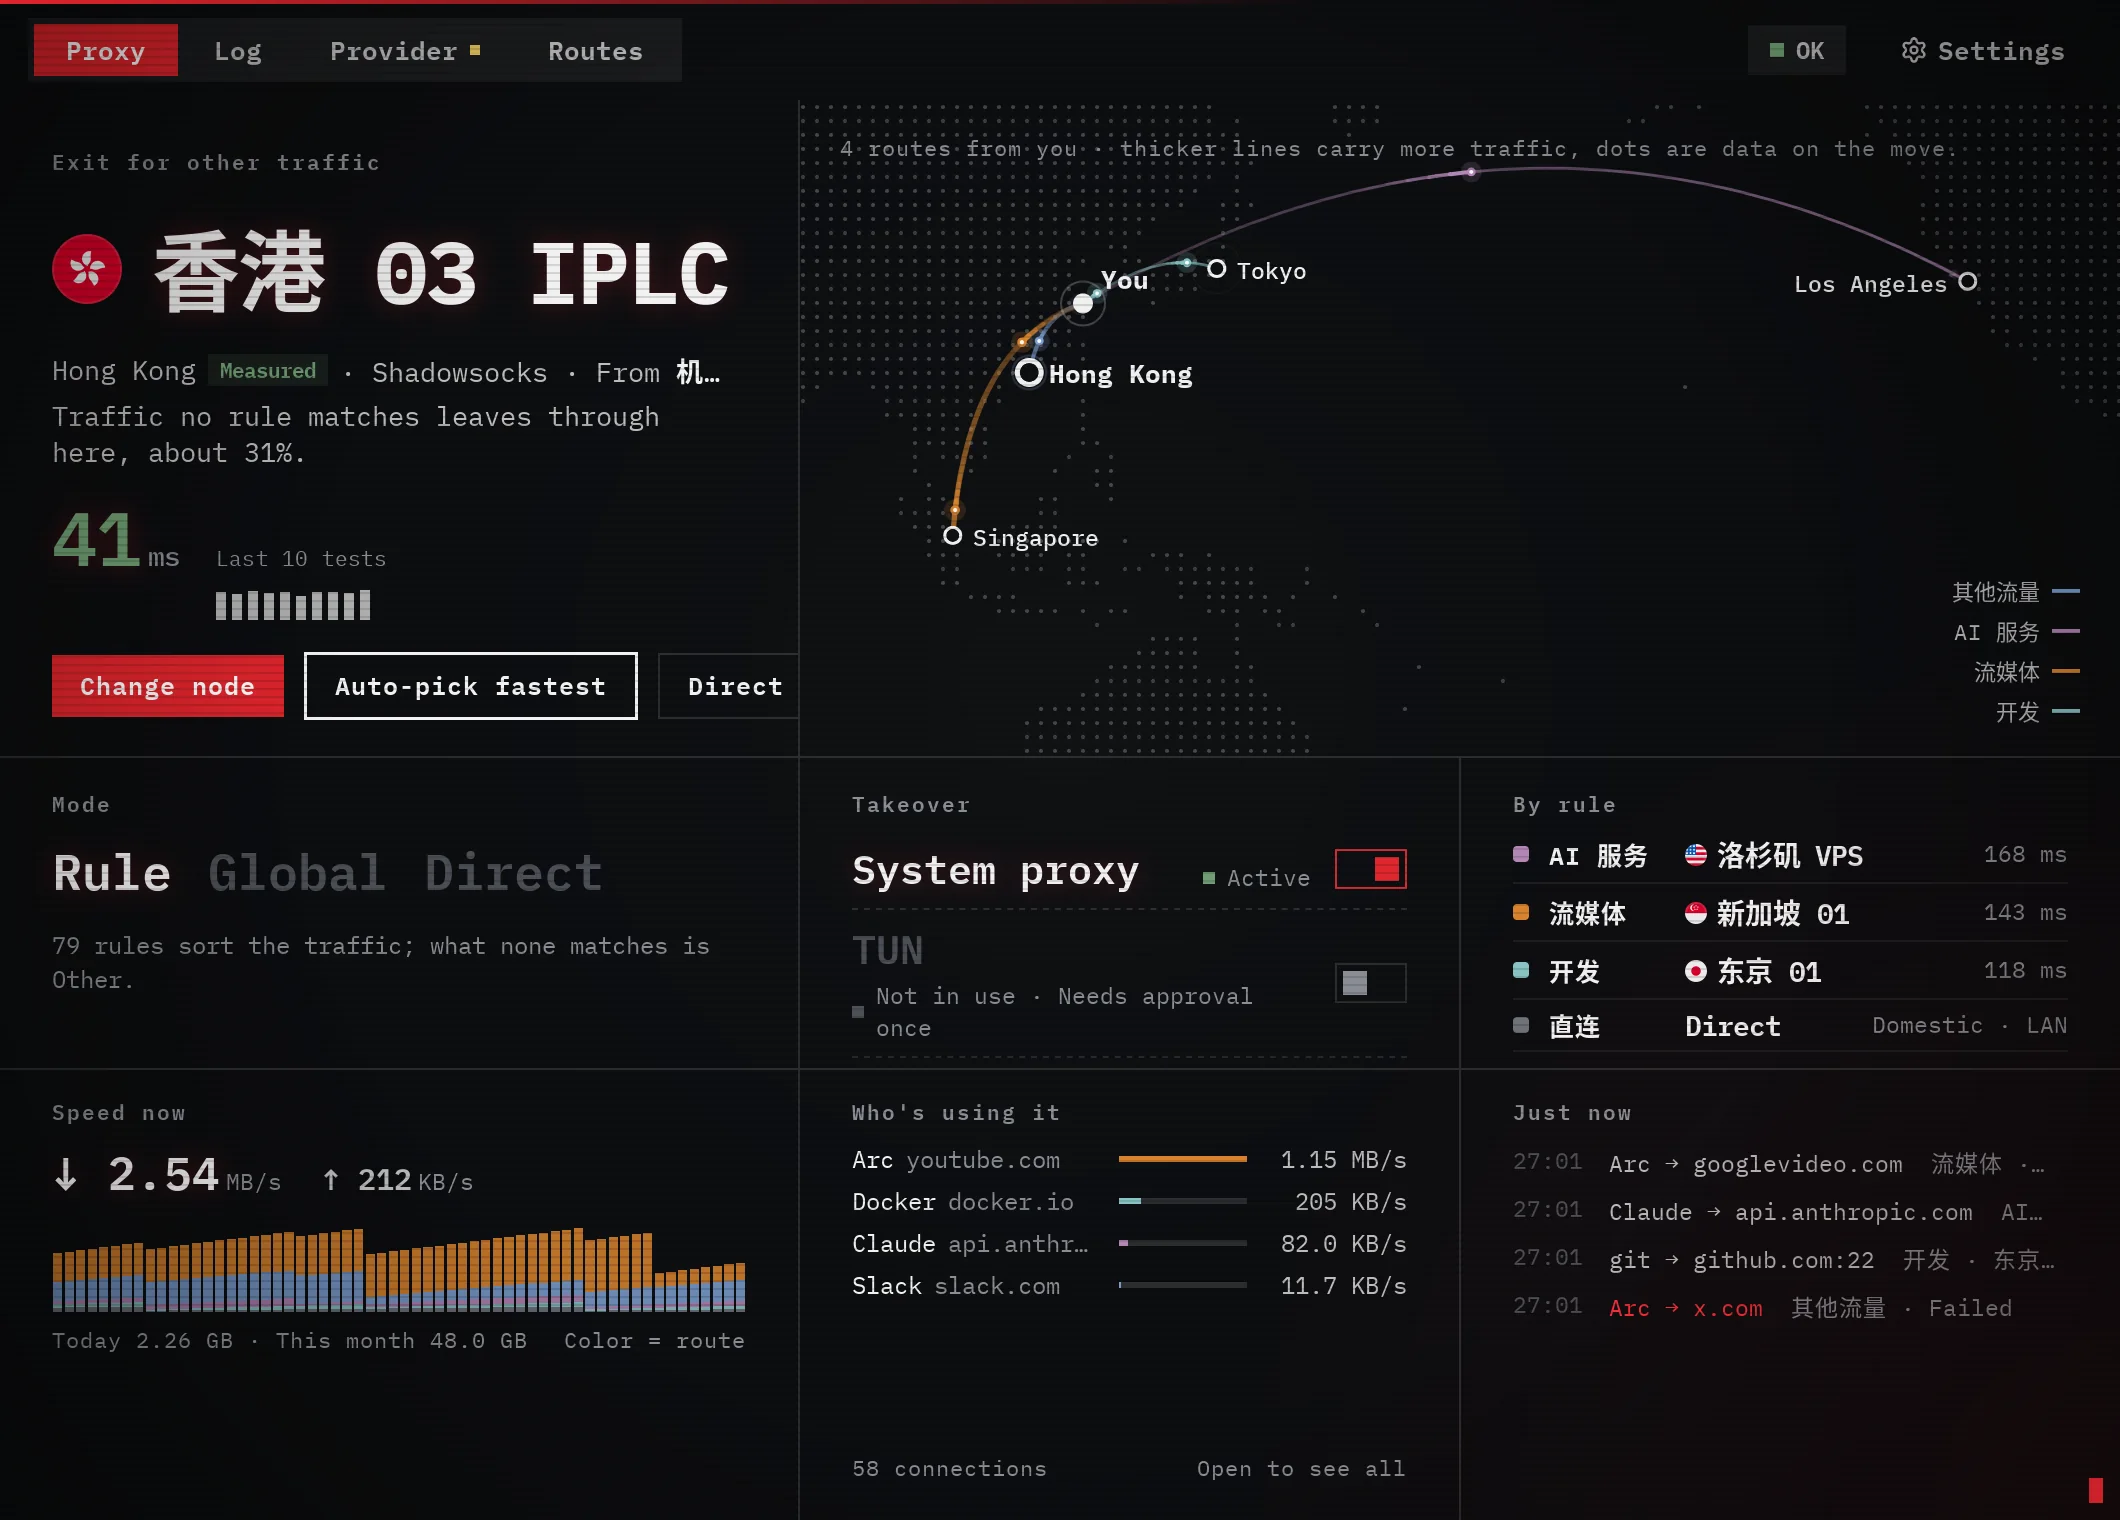 Proxy Log Provider Routes
OK Settings
Exit for other traffic
香港 03 IPLC
Hong Kong Measured · Shadowsocks · From 机…
Traffic no rule matches leaves through
here, about 31%.
41 ms Last 10 tests
Change node Auto-pick fastest Direct
4 routes from you · thicker lines carry more traffic, dots are data on the move.
You
Tokyo
Los Angeles
Hong Kong
Singapore
其他流量
AI 服务
流媒体
开发
Mode
Rule Global Direct
79 rules sort the traffic; what none matches is
Other.
Takeover
System proxy Active
TUN
Not in use · Needs approval
once
By rule
AI 服务 洛杉矶 VPS 168 ms
流媒体 新加坡 01 143 ms
开发 东京 01 118 ms
直连 Direct Domestic · LAN
Speed now
↓ 2.54 MB/s ↑ 212 KB/s
Today 2.26 GB · This month 48.0 GB Color = route
Who's using it
Arc youtube.com 1.15 MB/s
Docker docker.io 205 KB/s
Claude api.anthr… 82.0 KB/s
Slack slack.com 11.7 KB/s
58 connections Open to see all
Just now
27:01 Arc → googlevideo.com 流媒体 ·…
27:01 Claude → api.anthropic.com AI…
27:01 git → github.com:22 开发 · 东京…
27:01 Arc → x.com 其他流量 · Failed